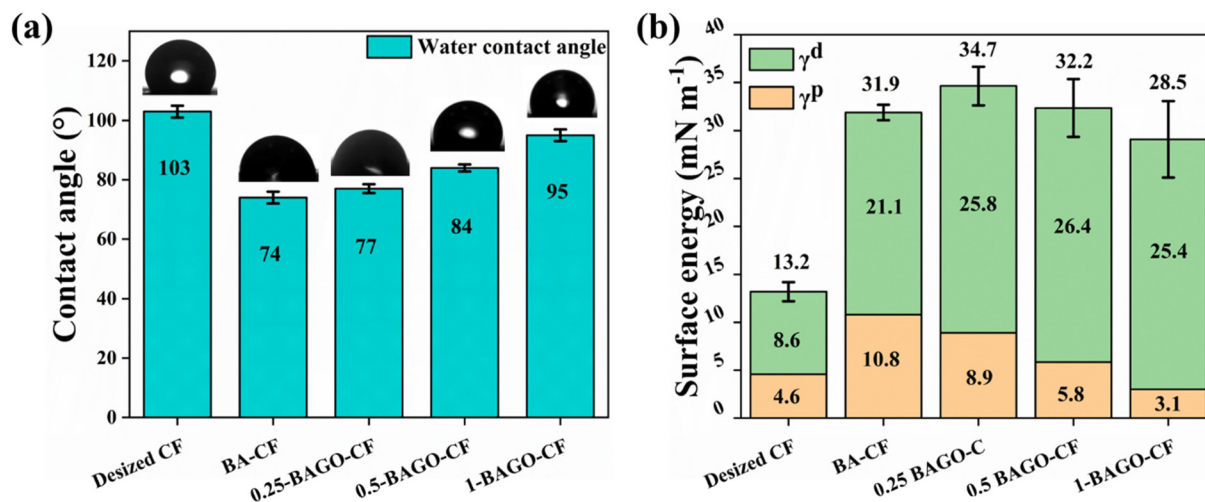 (a)
Contact angle (°)
120
100
80
60
40
20
0
Water contact angle
103
74
77
84
95
Desized CF
BA-CF
0.25-BAGO-CF
0.5-BAGO-CF
1-BAGO-CF
(b)
Surface energy (mN m⁻¹)
40
35
30
25
20
15
10
5
0
γᵈ
γᵖ
13.2
31.9
34.7
32.2
28.5
8.6
21.1
25.8
26.4
25.4
4.6
10.8
8.9
5.8
3.1
Desized CF
BA-CF
0.25 BAGO-C
0.5 BAGO-CF
1-BAGO-CF